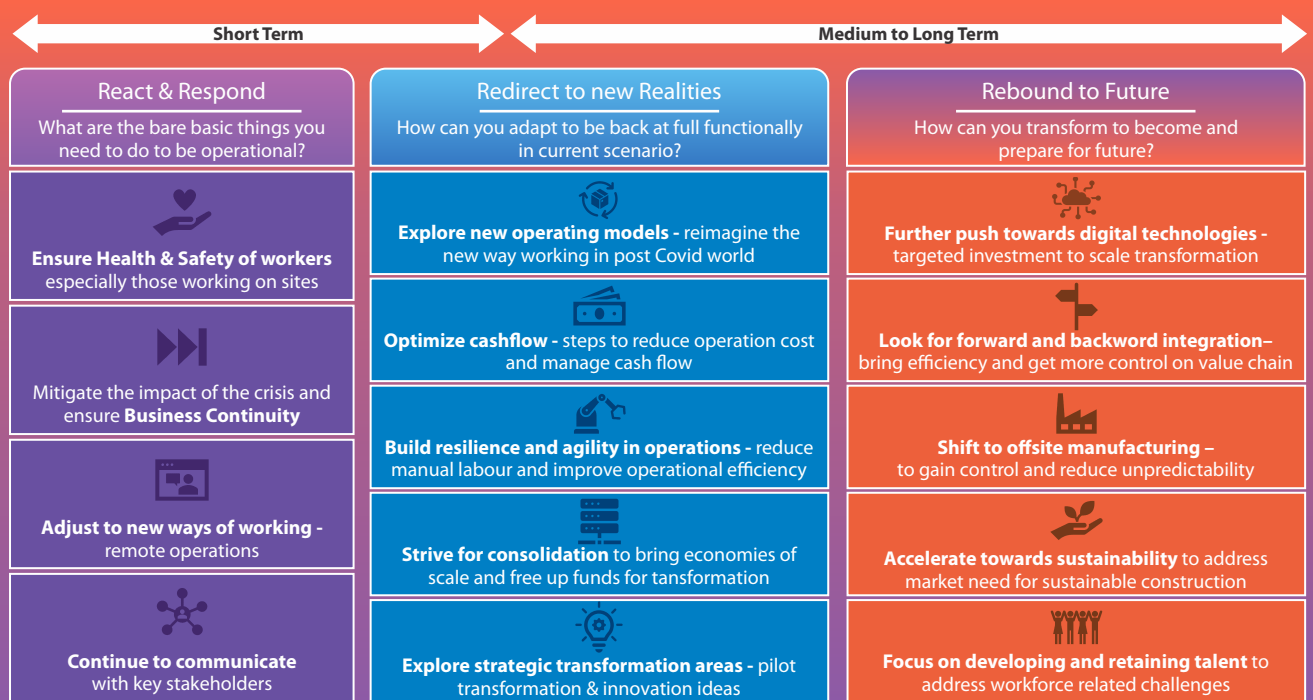 Short Term
Medium to Long Term
React & Respond
What are the bare basic things you
need to do to be operational?
Ensure Health & Safety of workers
especially those working on sites
Mitigate the impact of the crisis and
ensure Business Continuity
Adjust to new ways of working -
remote operations
Continue to communicate
with key stakeholders
Redirect to new Realities
How can you adapt to be back at full functionally
in current scenario?
Explore new operating models - reimagine the
new way working in post Covid world
Optimize cashflow - steps to reduce operation cost
and manage cash flow
Build resilience and agility in operations - reduce
manual labour and improve operational efficiency
Strive for consolidation to bring economies of
scale and free up funds for tansformation
Explore strategic transformation areas - pilot
transformation & innovation ideas
Rebound to Future
How can you transform to become and
prepare for future?
Further push towards digital technologies -
targeted investment to scale transformation
Look for forward and backword integration–
bring efficiency and get more control on value chain
Shift to offsite manufacturing –
to gain control and reduce unpredictability
Accelerate towards sustainability to address
market need for sustainable construction
Focus on developing and retaining talent to
address workforce related challenges